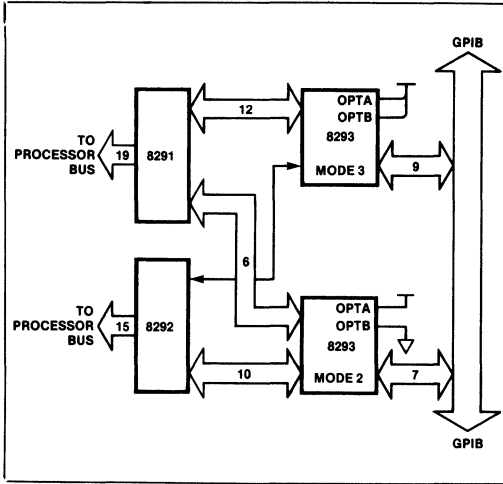 GPIB
12
OPTA
OPTB
8293
MODE 3
TO
PROCESSOR
BUS
19
8291
9
6
TO
PROCESSOR
BUS
15
8292
OPTA
OPTB
8293
MODE 2
10
7
GPIB